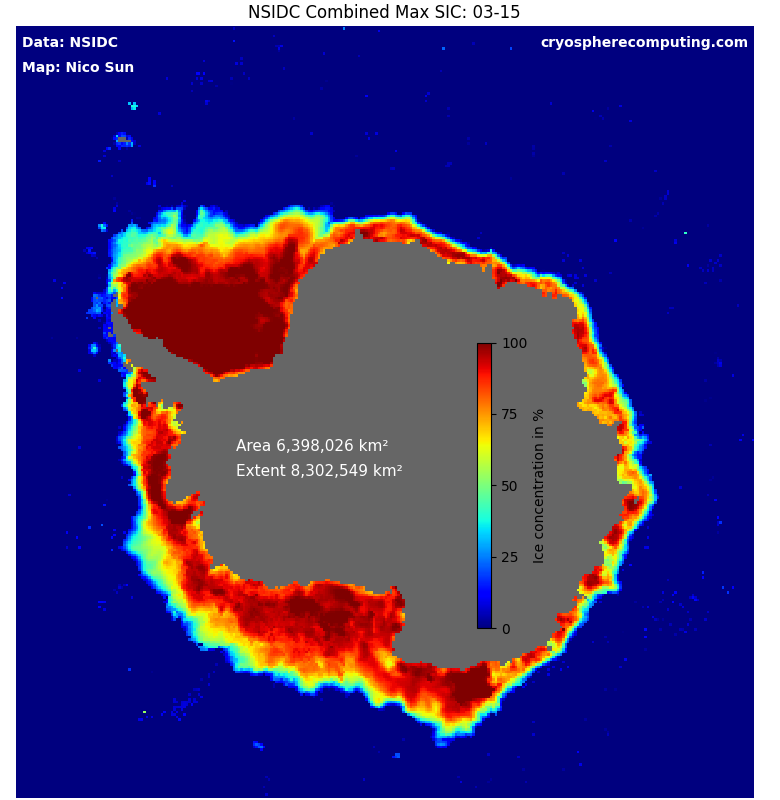 NSIDC Combined Max SIC: 03-15
Data: NSIDC
cryospherecomputing.com
Map: Nico Sun
100
75
50
25
0
Ice concentration in %
Area 6,398,026 km²
Extent 8,302,549 km²